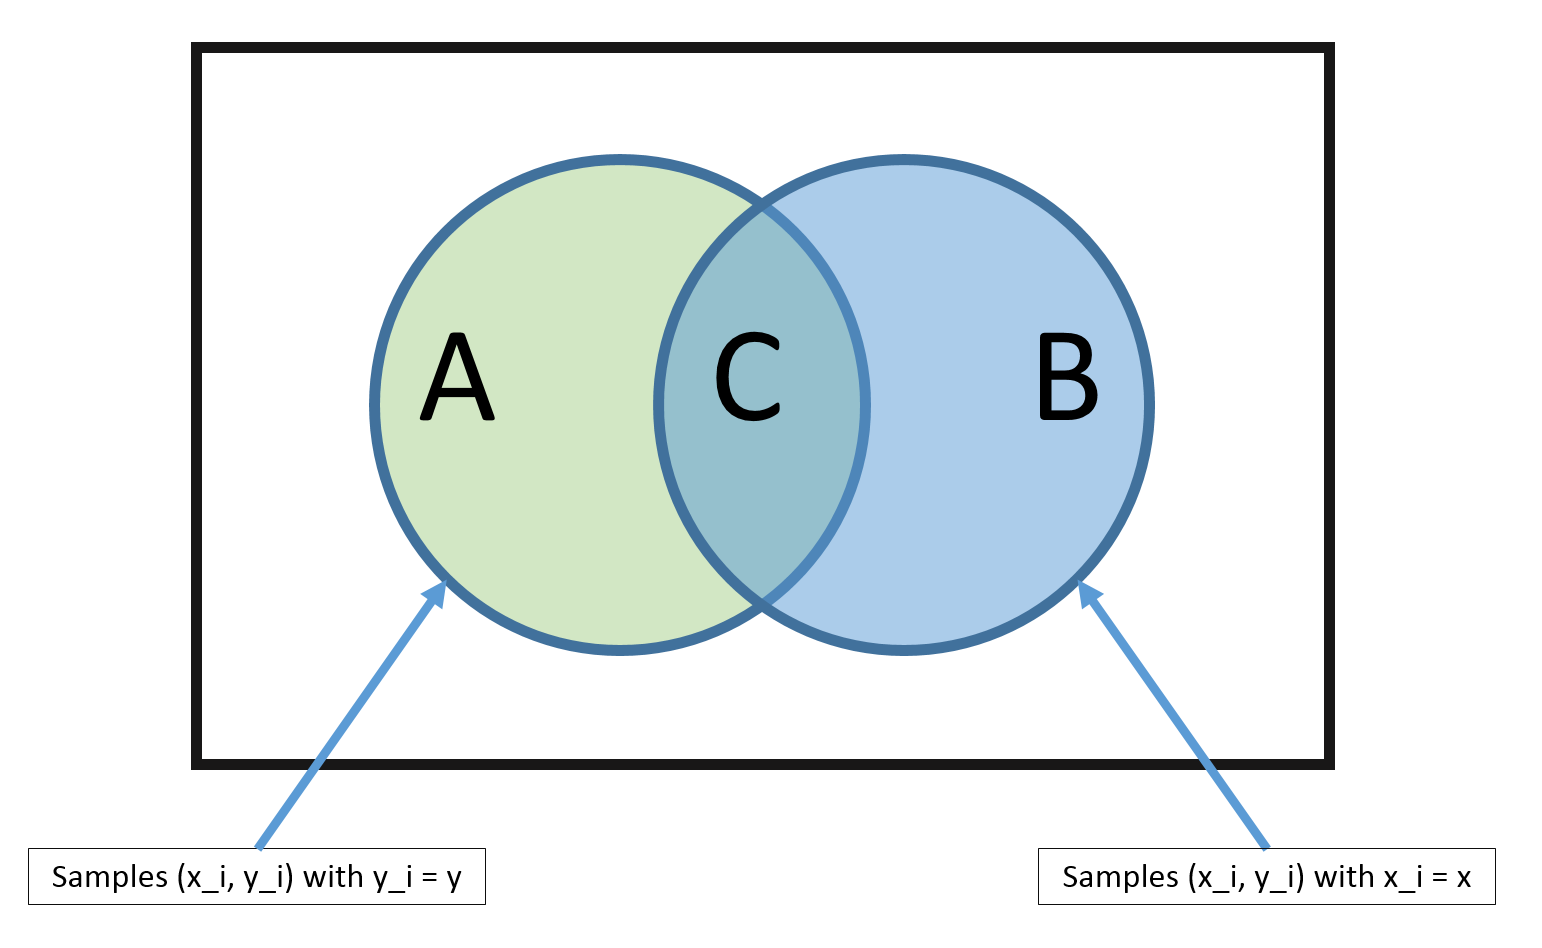 A
C
B
Samples (x_i, y_i) with y_i = y
Samples (x_i, y_i) with x_i = x